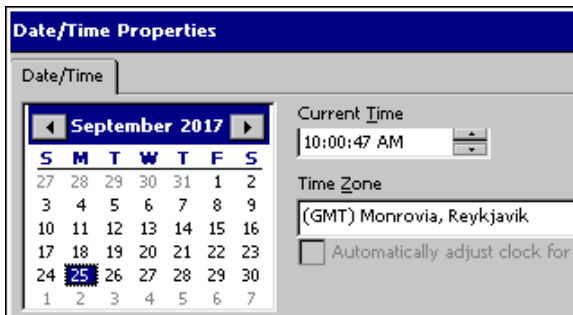 Date/Time Properties
Date/Time
September 2017
S M T W T F S
27 28 29 30 31 1 2
3 4 5 6 7 8 9
10 11 12 13 14 15 16
17 18 19 20 21 22 23
24 25 26 27 28 29 30
1 2 3 4 5 6 7
Current Time
10:00:47 AM
Time Zone
(GMT) Monrovia, Reykjavik
Automatically adjust clock for